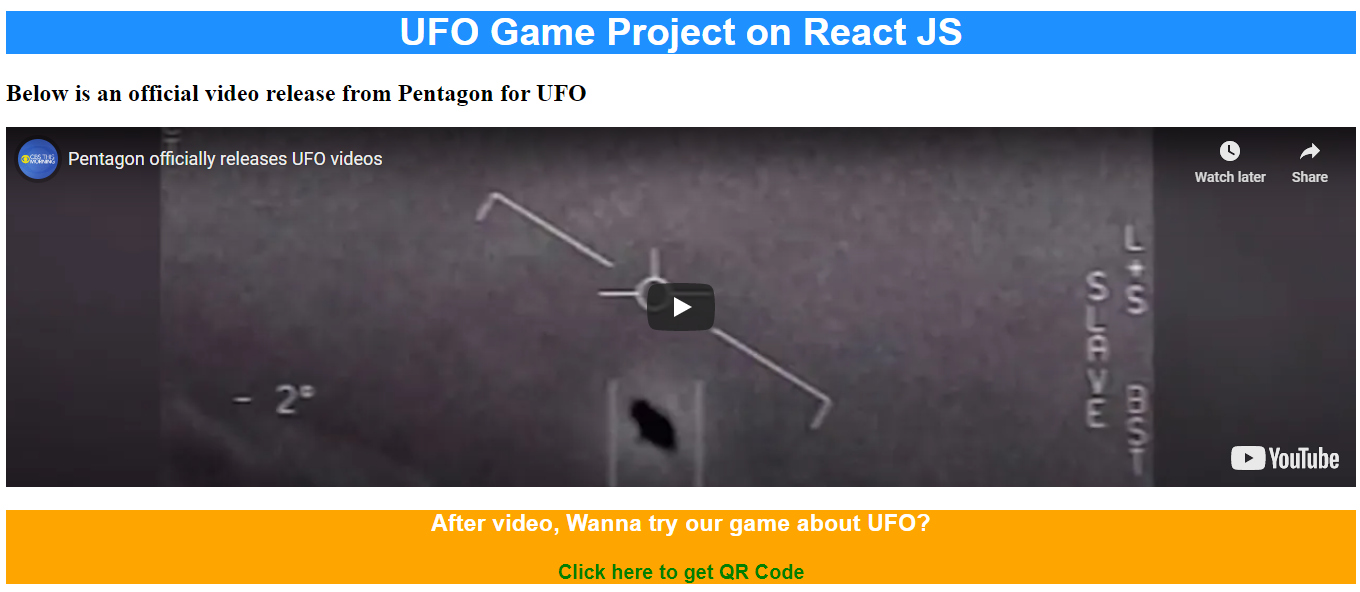 UFO Game Project on React JS
Below is an official video release from Pentagon for UFO
CBS THIS MORNING
Pentagon officially releases UFO videos
Watch later
Share
- 2°
SLAVE
L+S BST
YouTube
After video, Wanna try our game about UFO?
Click here to get QR Code